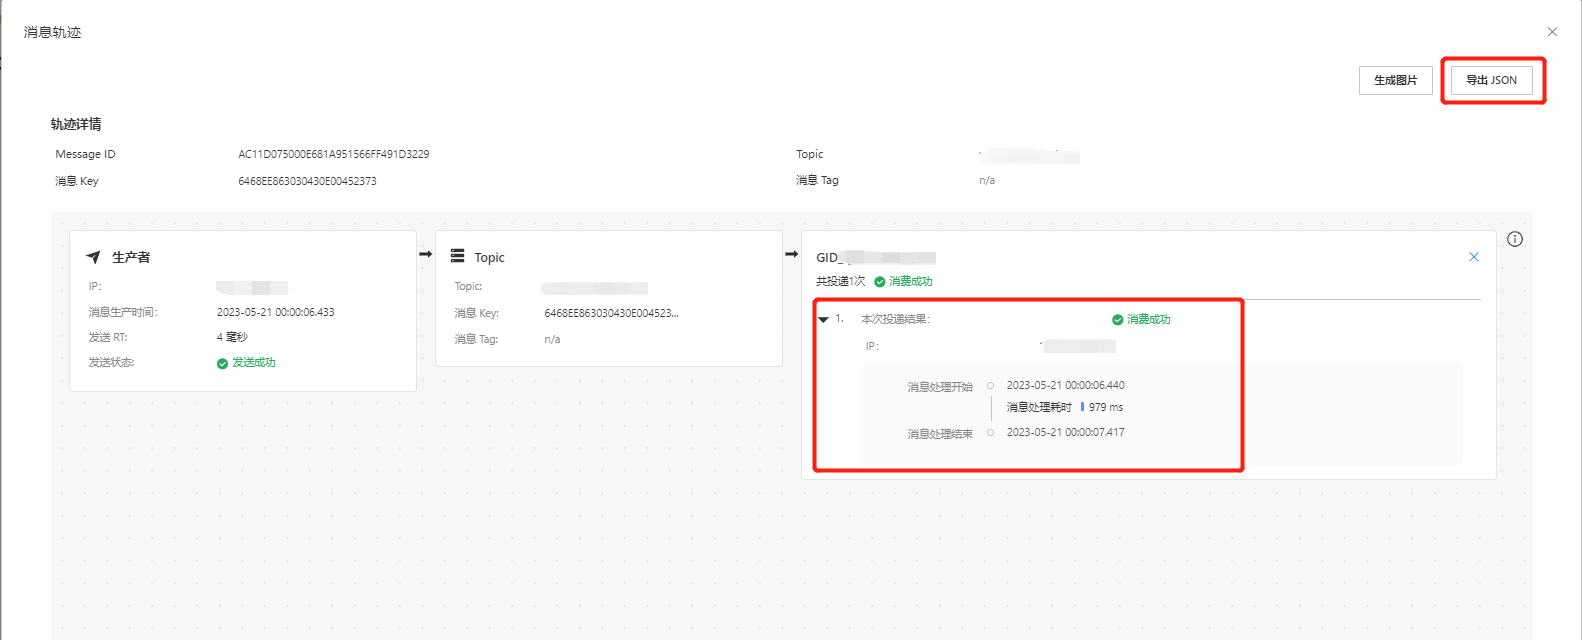 消息轨迹
生成图片
导出 JSON
轨迹详情
Message ID
AC11D075000E681A951566FF491D3229
Topic
消息 Key
6468EE863030430E00452373
消息 Tag
n/a
生产者
IP:
消息生产时间:
2023-05-21 00:00:06.433
发送 RT:
4 毫秒
发送状态:
发送成功
Topic
Topic:
消息 Key:
6468EE863030430E004523...
消息 Tag:
n/a
GID_
共投递1次
消费成功
1.
本次投递结果:
消费成功
IP:
消息处理开始
2023-05-21 00:00:06.440
消息处理耗时
979 ms
消息处理结束
2023-05-21 00:00:07.417